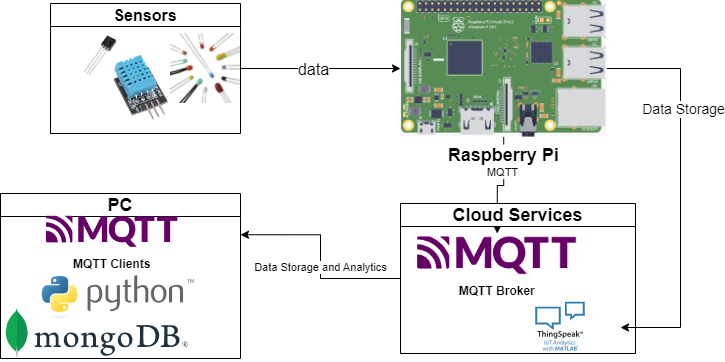 Sensors
data
Data Storage
Raspberry Pi
MQTT
PC
MQTT
MQTT Clients
python™
mongoDB®
Data Storage and Analytics
Cloud Services
MQTT
MQTT Broker
ThingSpeak™
IoT Analytics
with MATLAB®